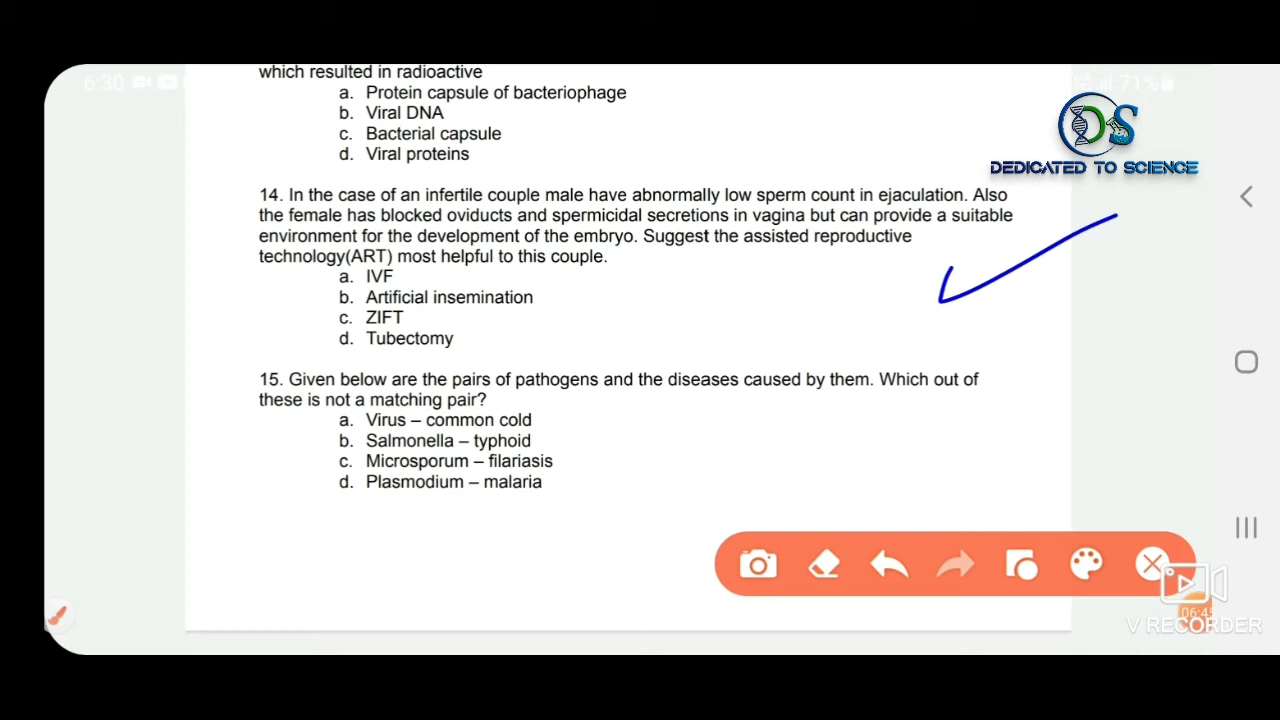 which resulted in radioactive
6:30
71%
a. Protein capsule of bacteriophage
b. Viral DNA
c. Bacterial capsule
d. Viral proteins
DS
DEDICATED TO SCIENCE
14. In the case of an infertile couple male have abnormally low sperm count in ejaculation. Also
the female has blocked oviducts and spermicidal secretions in vagina but can provide a suitable
environment for the development of the embryo. Suggest the assisted reproductive
technology(ART) most helpful to this couple.
a. IVF
b. Artificial insemination
c. ZIFT
d. Tubectomy
15. Given below are the pairs of pathogens and the diseases caused by them. Which out of
these is not a matching pair?
a. Virus – common cold
b. Salmonella – typhoid
c. Microsporum – filariasis
d. Plasmodium – malaria
V RECORDER